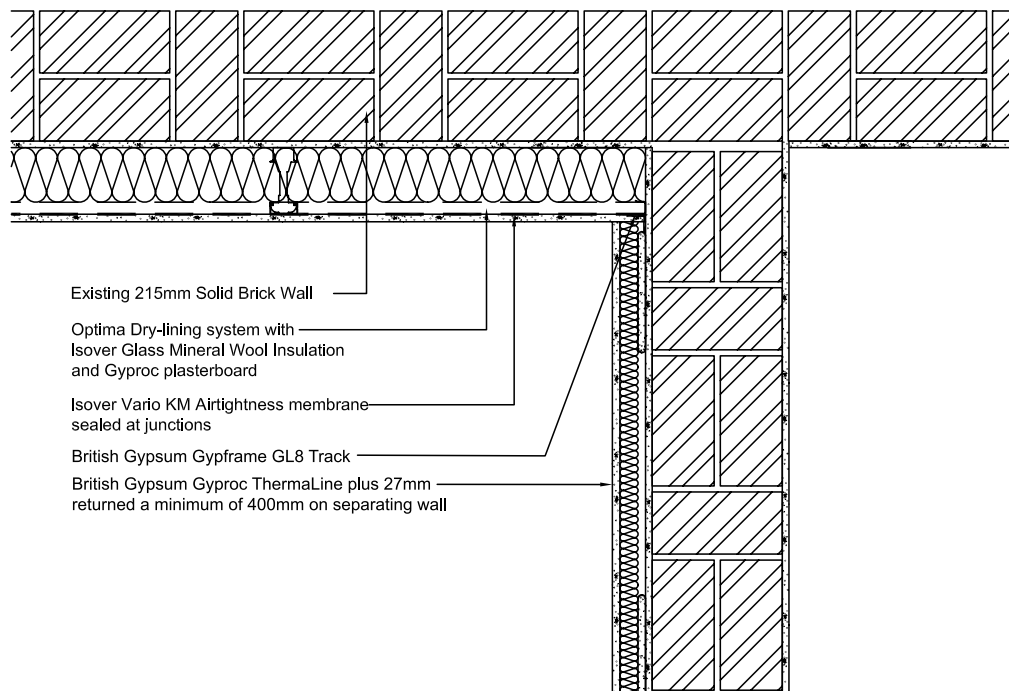 Existing 215mm Solid Brick Wall
Optima Dry-lining system with
Isover Glass Mineral Wool Insulation
and Gyproc plasterboard
Isover Vario KM Airtightness membrane
sealed at junctions
British Gypsum Gypframe GL8 Track
British Gypsum Gyproc ThermaLine plus 27mm
returned a minimum of 400mm on separating wall